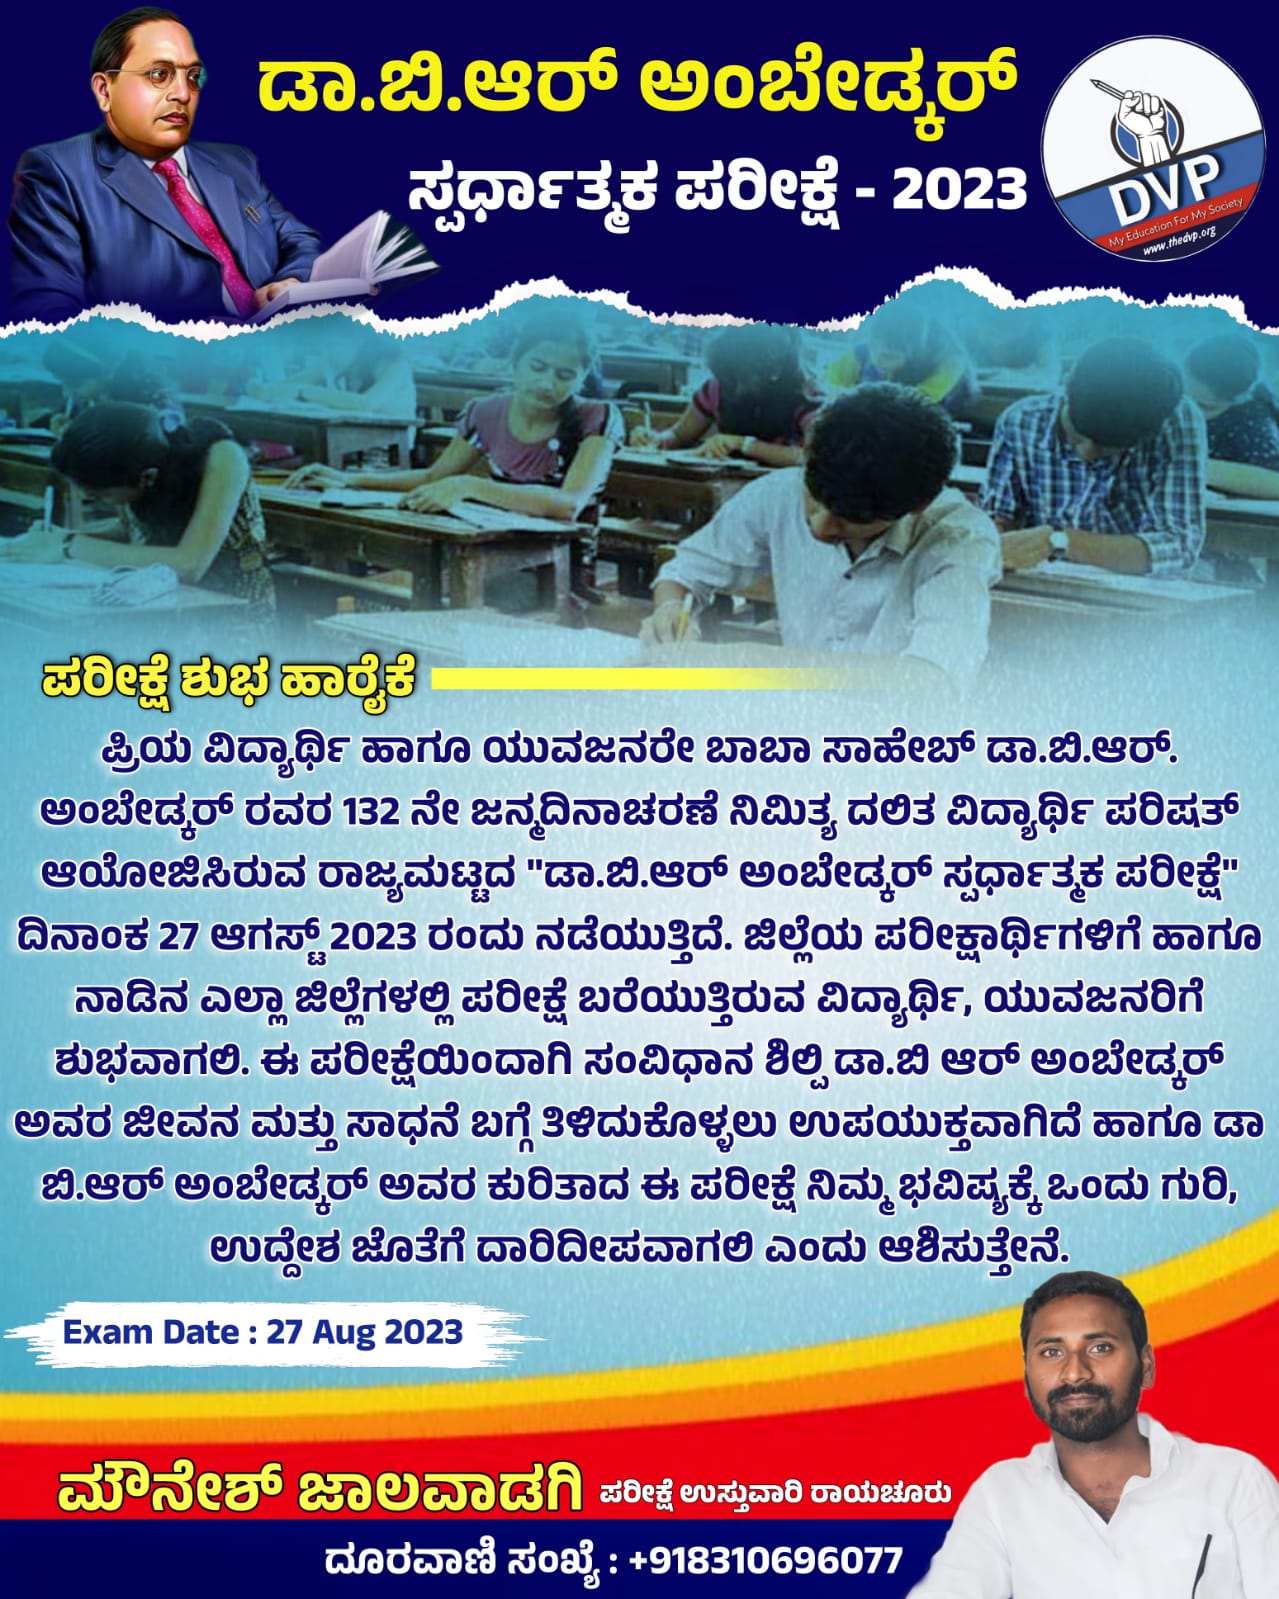 ಡಾ.ಬಿ.ಆರ್ ಅಂಬೇಡ್ಕರ್
ಸ್ಪರ್ಧಾತ್ಮಕ ಪರೀಕ್ಷೆ - 2023
DVP
My Education For My Society
www.thedvp.org
ಪರೀಕ್ಷೆ ಶುಭ ಹಾರೈಕೆ
ಪ್ರಿಯ ವಿದ್ಯಾರ್ಥಿ ಹಾಗೂ ಯುವಜನರೇ ಬಾಬಾ ಸಾಹೇಬ್ ಡಾ.ಬಿ.ಆರ್.
ಅಂಬೇಡ್ಕರ್ ರವರ 132 ನೇ ಜನ್ಮದಿನಾಚರಣೆ ನಿಮಿತ್ಯ ದಲಿತ ವಿದ್ಯಾರ್ಥಿ ಪರಿಷತ್
ಆಯೋಜಿಸಿರುವ ರಾಜ್ಯಮಟ್ಟದ "ಡಾ.ಬಿ.ಆರ್ ಅಂಬೇಡ್ಕರ್ ಸ್ಪರ್ಧಾತ್ಮಕ ಪರೀಕ್ಷೆ"
ದಿನಾಂಕ 27 ಆಗಸ್ಟ್ 2023 ರಂದು ನಡೆಯುತ್ತಿದೆ. ಜಿಲ್ಲೆಯ ಪರೀಕ್ಷಾರ್ಥಿಗಳಿಗೆ ಹಾಗೂ
ನಾಡಿನ ಎಲ್ಲಾ ಜಿಲ್ಲೆಗಳಲ್ಲಿ ಪರೀಕ್ಷೆ ಬರೆಯುತ್ತಿರುವ ವಿದ್ಯಾರ್ಥಿ, ಯುವಜನರಿಗೆ
ಶುಭವಾಗಲಿ. ಈ ಪರೀಕ್ಷೆಯಿಂದಾಗಿ ಸಂವಿಧಾನ ಶಿಲ್ಪಿ ಡಾ.ಬಿ ಆರ್ ಅಂಬೇಡ್ಕರ್
ಅವರ ಜೀವನ ಮತ್ತು ಸಾಧನೆ ಬಗ್ಗೆ ತಿಳಿದುಕೊಳ್ಳಲು ಉಪಯುಕ್ತವಾಗಿದೆ ಹಾಗೂ ಡಾ
ಬಿ.ಆರ್ ಅಂಬೇಡ್ಕರ್ ಅವರ ಕುರಿತಾದ ಈ ಪರೀಕ್ಷೆ ನಿಮ್ಮ ಭವಿಷ್ಯಕ್ಕೆ ಒಂದು ಗುರಿ,
ಉದ್ದೇಶ ಜೊತೆಗೆ ದಾರಿದೀಪವಾಗಲಿ ಎಂದು ಆಶಿಸುತ್ತೇನೆ.
Exam Date : 27 Aug 2023
ಮೌನೇಶ್ ಜಾಲವಾಡಗಿ ಪರೀಕ್ಷೆ ಉಸ್ತುವಾರಿ ರಾಯಚೂರು
ದೂರವಾಣಿ ಸಂಖ್ಯೆ : +918310696077